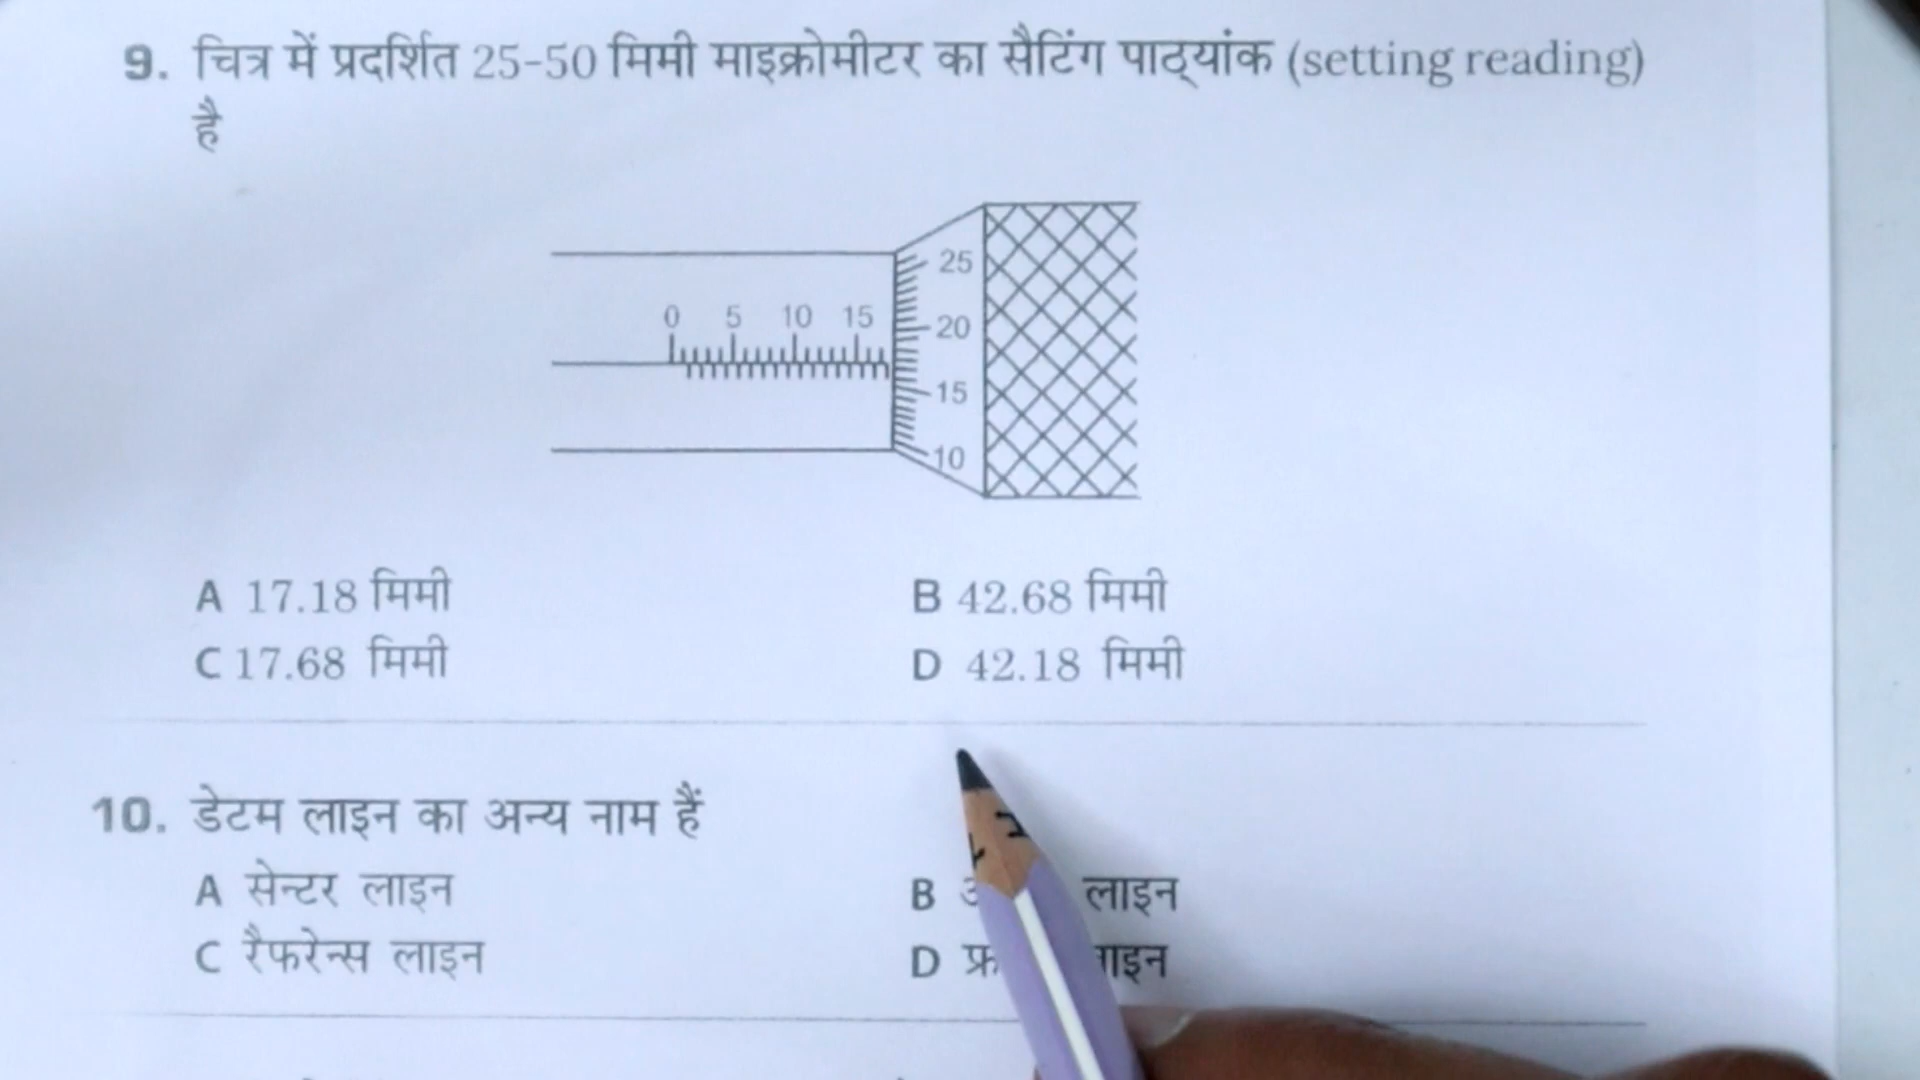 9. चित्र में प्रदर्शित 25-50 मिमी माइक्रोमीटर का सैटिंग पाठ्यांक (setting reading)
है
25
0 5 10 15
20
15
10
A 17.18 मिमी B 42.68 मिमी
C 17.68 मिमी D 42.18 मिमी
10. डेटम लाइन का अन्य नाम हैं
A सेन्टर लाइन B लाइन
C रैफरेन्स लाइन D